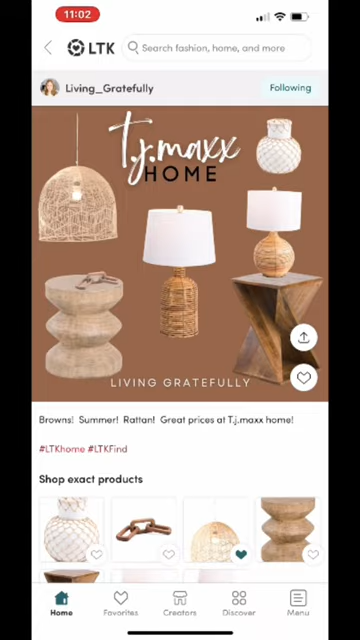 11:02
LTK
Search fashion, home, and more
Living_Gratefully
Following
t.j.maxx
HOME
LIVING GRATEFULLY
Browns! Summer! Rattan! Great prices at T.j.maxx home!
#LTKhome #LTKFind
Shop exact products
Home
Favorites
Creators
Discover
Menu